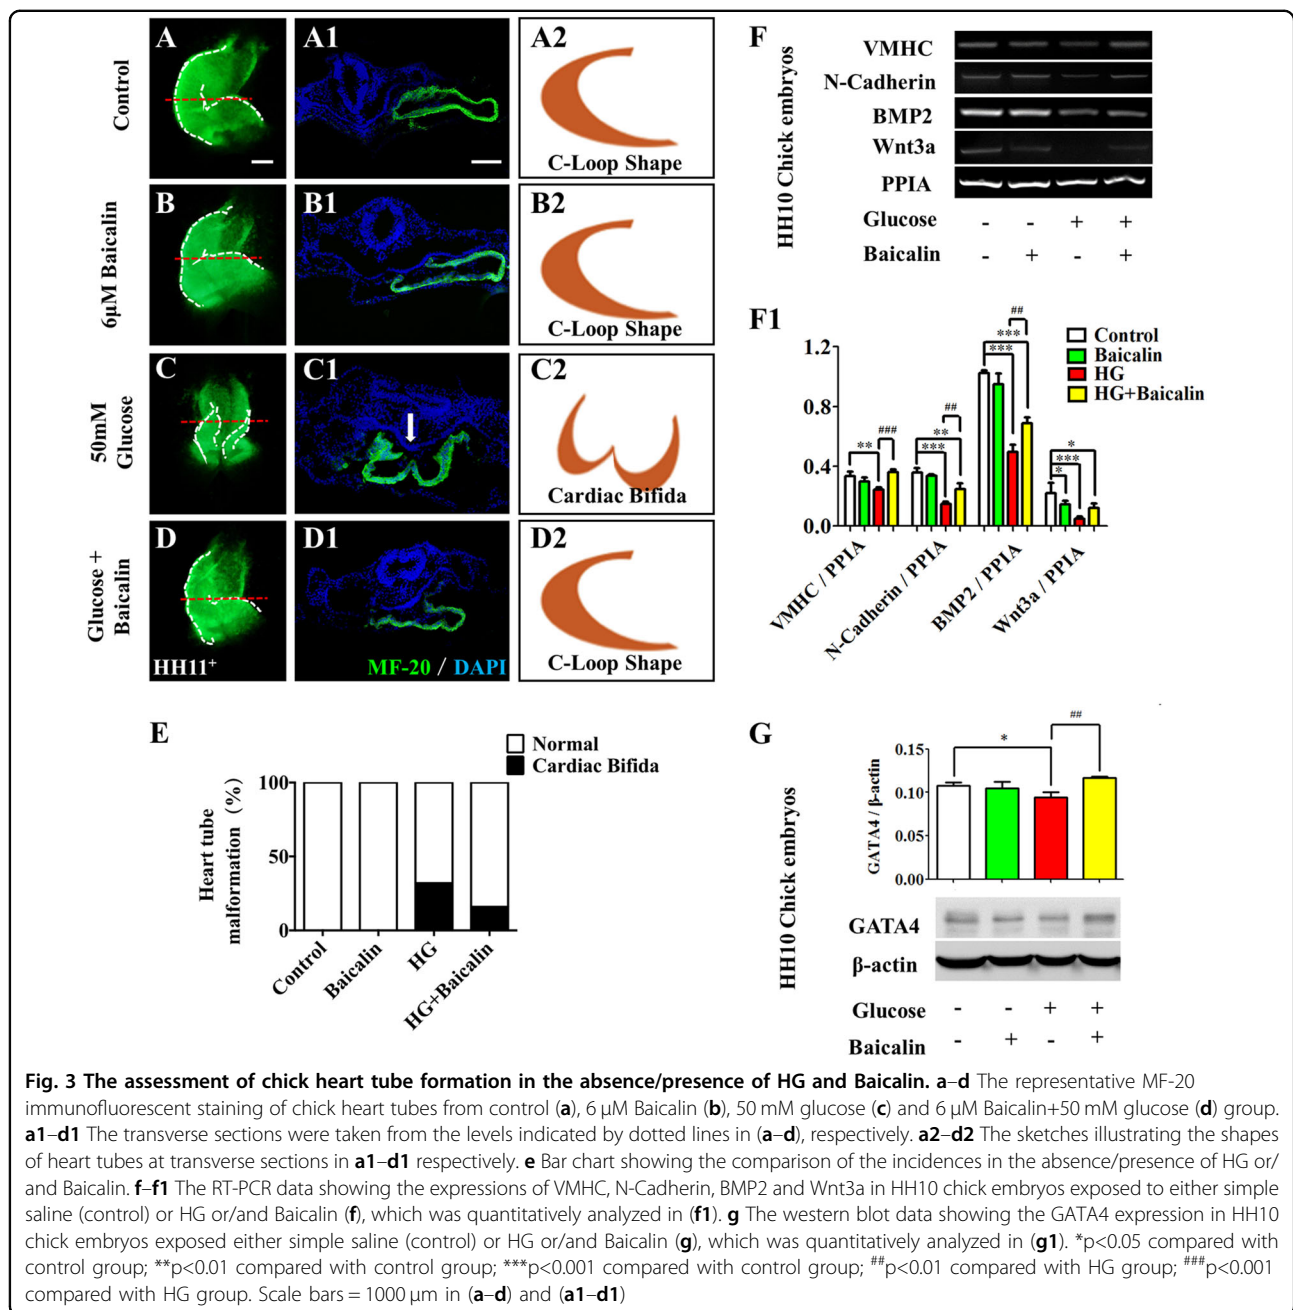 A
A1
A2
Control
C-Loop Shape
B
B1
B2
6μM Baicalin
C-Loop Shape
C
C1
C2
50mM
Glucose
Cardiac Bifida
D
D1
D2
Glucose +
Baicalin
HH11+
MF-20 / DAPI
C-Loop Shape
F
HH10 Chick embryos
VMHC
N-Cadherin
BMP2
Wnt3a
PPIA
Glucose - - + +
Baicalin - + - +
F1
Control
Baicalin
HG
HG+Baicalin
1.2
0.8
0.4
0.0
** ###
*** ** ##
*** *** ##
* *** *
VMHC / PPIA
N-Cadherin / PPIA
BMP2 / PPIA
Wnt3a / PPIA
E
Normal
Cardiac Bifida
Heart tube
malformation (%)
100
50
0
Control
Baicalin
HG
HG+Baicalin
G
HH10 Chick embryos
GATA4 / β-actin
0.15
0.10
0.05
0.00
* ##
GATA4
β-actin
Glucose - - + +
Baicalin - + - +
Fig. 3 The assessment of chick heart tube formation in the absence/presence of HG and Baicalin. a–d The representative MF-20
immunofluorescent staining of chick heart tubes from control (a), 6 μM Baicalin (b), 50 mM glucose (c) and 6 μM Baicalin+50 mM glucose (d) group.
a1–d1 The transverse sections were taken from the levels indicated by dotted lines in (a–d), respectively. a2–d2 The sketches illustrating the shapes
of heart tubes at transverse sections in a1–d1 respectively. e Bar chart showing the comparison of the incidences in the absence/presence of HG or/
and Baicalin. f–f1 The RT-PCR data showing the expressions of VMHC, N-Cadherin, BMP2 and Wnt3a in HH10 chick embryos exposed to either simple
saline (control) or HG or/and Baicalin (f), which was quantitatively analyzed in (f1). g The western blot data showing the GATA4 expression in HH10
chick embryos exposed either simple saline (control) or HG or/and Baicalin (g), which was quantitatively analyzed in (g1). *p<0.05 compared with
control group; **p<0.01 compared with control group; ***p<0.001 compared with control group; ##p<0.01 compared with HG group; ###p<0.001
compared with HG group. Scale bars = 1000 μm in (a–d) and (a1–d1)